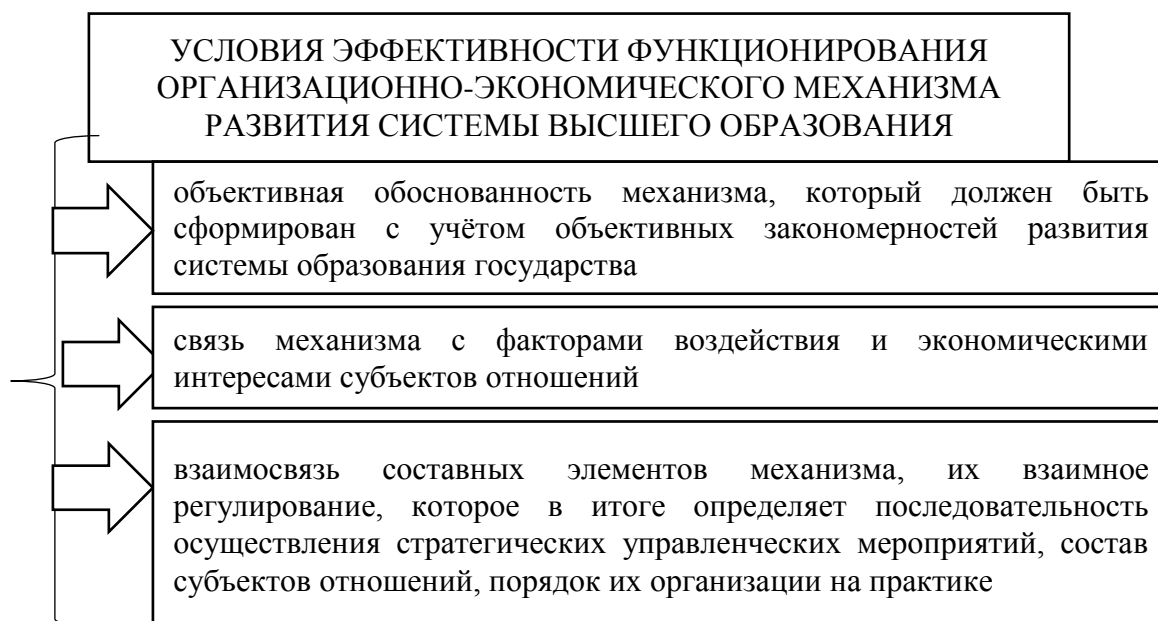 УСЛОВИЯ ЭФФЕКТИВНОСТИ ФУНКЦИОНИРОВАНИЯ
ОРГАНИЗАЦИОННО-ЭКОНОМИЧЕСКОГО МЕХАНИЗМА
РАЗВИТИЯ СИСТЕМЫ ВЫСШЕГО ОБРАЗОВАНИЯ
объективная обоснованность механизма, который должен быть
сформирован с учётом объективных закономерностей развития
системы образования государства
связь механизма с факторами воздействия и экономическими
интересами субъектов отношений
взаимосвязь составных элементов механизма, их взаимное
регулирование, которое в итоге определяет последовательность
осуществления стратегических управленческих мероприятий, состав
субъектов отношений, порядок их организации на практике